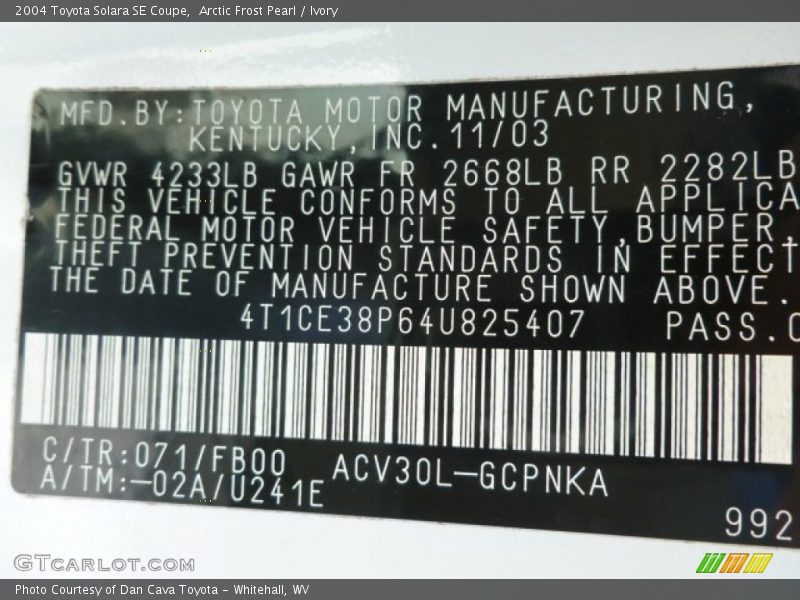 2004 Toyota Solara SE Coupe,  Arctic Frost Pearl / Ivory
MFD.BY:TOYOTA MOTOR MANUFACTURING,
KENTUCKY,INC.11/03
GVWR 4233LB GAWR FR 2668LB RR 2282LB
THIS VEHICLE CONFORMS TO ALL APPLICA
FEDERAL MOTOR VEHICLE SAFETY,BUMPER,
THEFT PREVENTION STANDARDS IN EFFECT
THE DATE OF MANUFACTURE SHOWN ABOVE.
4T1CE38P64U825407 PASS.C
C/TR:071/FB00 ACV30L-GCPNKA
A/TM:-02A/U241E
992
GTCARLOT.COM
Photo Courtesy of Dan Cava Toyota - Whitehall, WV